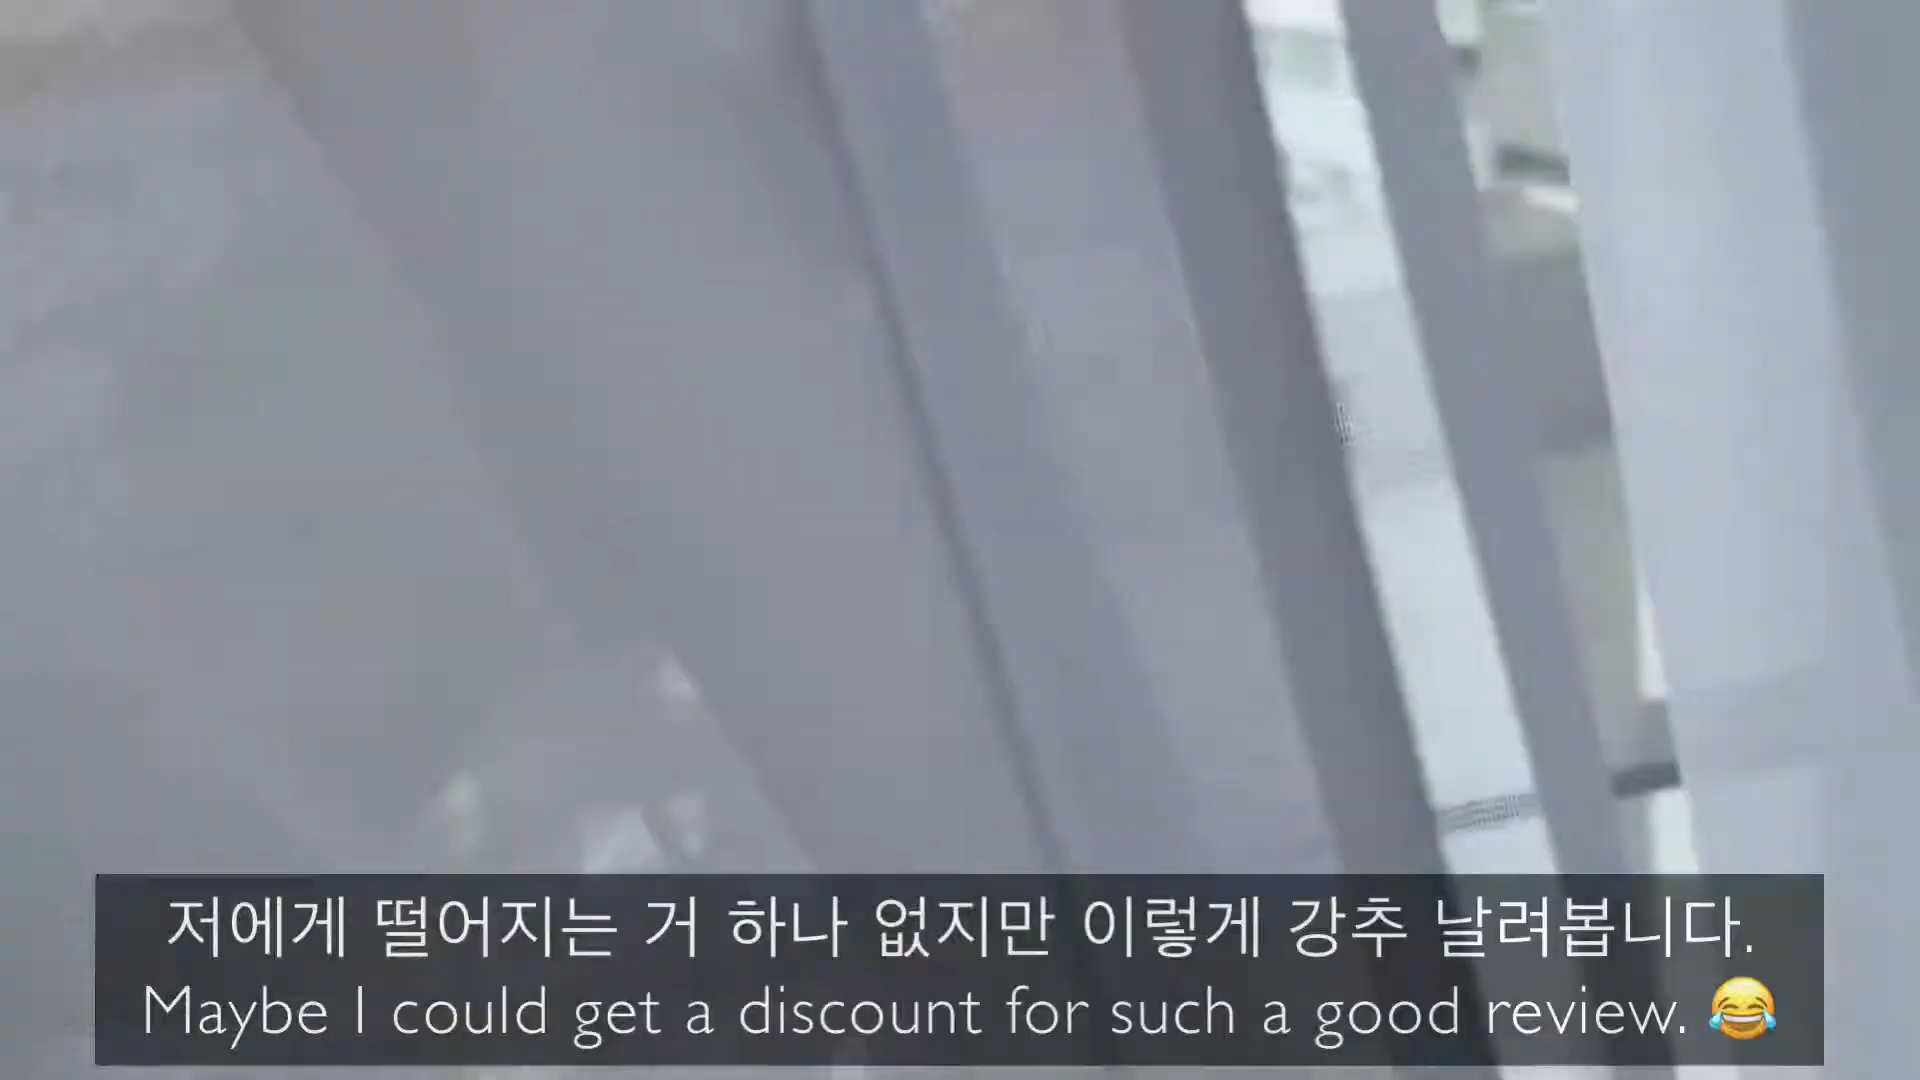 저에게 떨어지는 거 하나 없지만 이렇게 강추 날려봅니다.
Maybe I could get a discount for such a good review. 😂